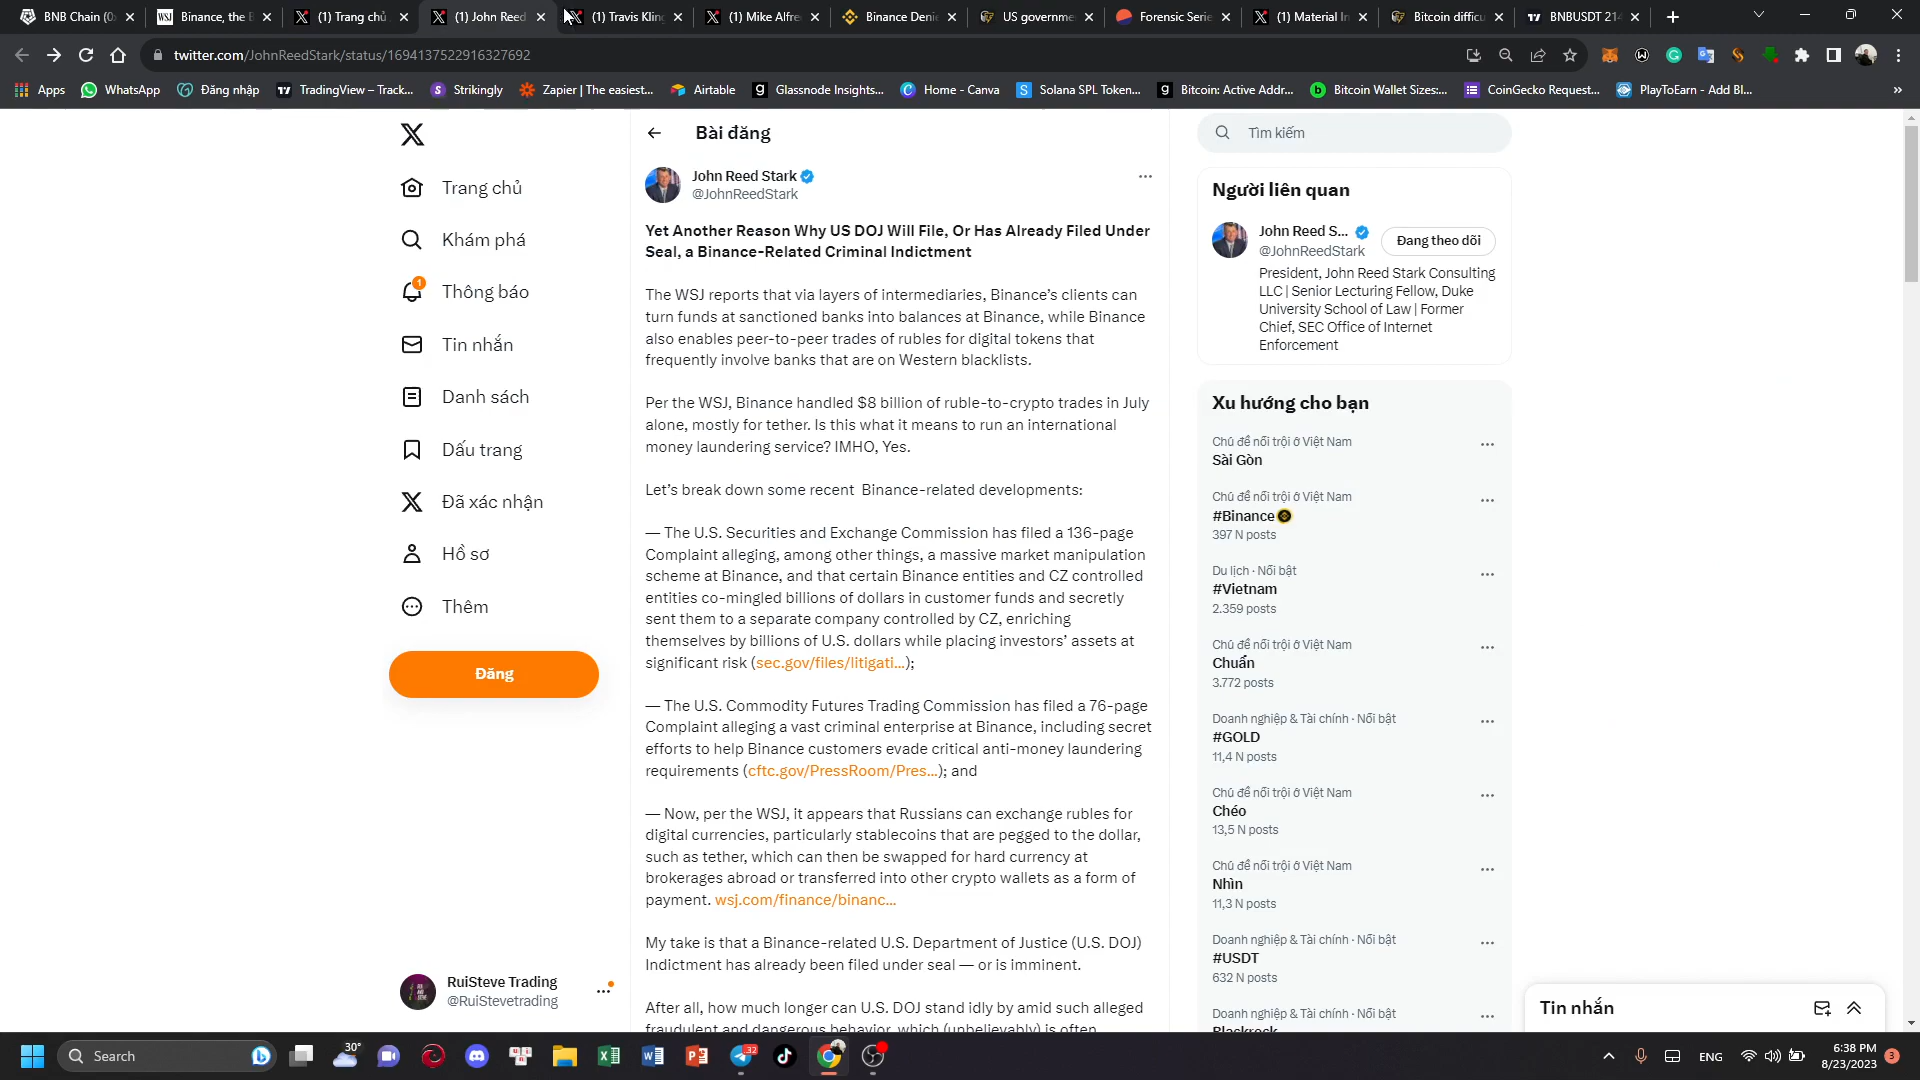 BNB Chain (0
Binance, the B
(1) Trang chủ
(1) John Reed
(1) Travis Kling
(1) Mike Alfre
Binance Denie
US governme
Forensic Serie
(1) Material In
Bitcoin difficu
BNBUSDT 21
twitter.com/JohnReedStark/status/1694137522916327692
Apps
WhatsApp
Đăng nhập
TradingView – Track...
Strikingly
Zapier | The easiest...
Airtable
Glassnode Insights...
Home - Canva
Solana SPL Token...
Bitcoin: Active Addr...
Bitcoin Wallet Sizes:...
CoinGecko Request...
PlayToEarn - Add Bl...
Trang chủ
Khám phá
1
Thông báo
Tin nhắn
Danh sách
Dấu trang
Đã xác nhận
Hồ sơ
Thêm
Đăng
RuiSteve Trading
@RuiStevetrading
Bài đăng
John Reed Stark
@JohnReedStark
Yet Another Reason Why US DOJ Will File, Or Has Already Filed Under
Seal, a Binance-Related Criminal Indictment
The WSJ reports that via layers of intermediaries, Binance’s clients can
turn funds at sanctioned banks into balances at Binance, while Binance
also enables peer-to-peer trades of rubles for digital tokens that
frequently involve banks that are on Western blacklists.
Per the WSJ, Binance handled $8 billion of ruble-to-crypto trades in July
alone, mostly for tether. Is this what it means to run an international
money laundering service? IMHO, Yes.
Let’s break down some recent Binance-related developments:
— The U.S. Securities and Exchange Commission has filed a 136-page
Complaint alleging, among other things, a massive market manipulation
scheme at Binance, and that certain Binance entities and CZ controlled
entities co-mingled billions of dollars in customer funds and secretly
sent them to a separate company controlled by CZ, enriching
themselves by billions of U.S. dollars while placing investors’ assets at
significant risk (sec.gov/files/litigati...);
— The U.S. Commodity Futures Trading Commission has filed a 76-page
Complaint alleging a vast criminal enterprise at Binance, including secret
efforts to help Binance customers evade critical anti-money laundering
requirements (cftc.gov/PressRoom/Pres...); and
— Now, per the WSJ, it appears that Russians can exchange rubles for
digital currencies, particularly stablecoins that are pegged to the dollar,
such as tether, which can then be swapped for hard currency at
brokerages abroad or transferred into other crypto wallets as a form of
payment. wsj.com/finance/binanc...
My take is that a Binance-related U.S. Department of Justice (U.S. DOJ)
Indictment has already been filed under seal — or is imminent.
After all, how much longer can U.S. DOJ stand idly by amid such alleged
fraudulent and dangerous behavior, which (unbelievably) is often
Tìm kiếm
Người liên quan
John Reed S...
@JohnReedStark
Đang theo dõi
President, John Reed Stark Consulting
LLC | Senior Lecturing Fellow, Duke
University School of Law | Former
Chief, SEC Office of Internet
Enforcement
Xu hướng cho bạn
Chủ đề nổi trội ở Việt Nam
Sài Gòn
Chủ đề nổi trội ở Việt Nam
#Binance
397 N posts
Du lịch · Nổi bật
#Vietnam
2.359 posts
Chủ đề nổi trội ở Việt Nam
Chuẩn
3.772 posts
Doanh nghiệp & Tài chính · Nổi bật
#GOLD
11,4 N posts
Chủ đề nổi trội ở Việt Nam
Chéo
13,5 N posts
Chủ đề nổi trội ở Việt Nam
Nhìn
11,3 N posts
Doanh nghiệp & Tài chính · Nổi bật
#USDT
632 N posts
Doanh nghiệp & Tài chính · Nổi bật
Blackrock
Tin nhắn
Search
30°
32
ENG
6:38 PM
8/23/2023
3